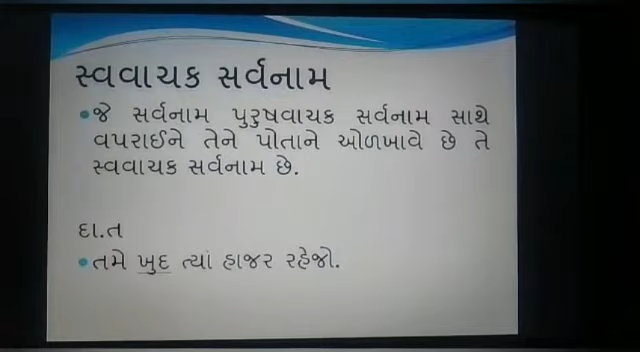 સ્વવાચક સર્વનામ
•જે સર્વનામ પુરુષવાચક સર્વનામ સાથે
વપરાઈને તેને પોતાને ઓળખાવે છે તે
સ્વવાચક સર્વનામ છે.
દા.ત
•તમે ખુદ ત્યાં હાજર રહેજો.